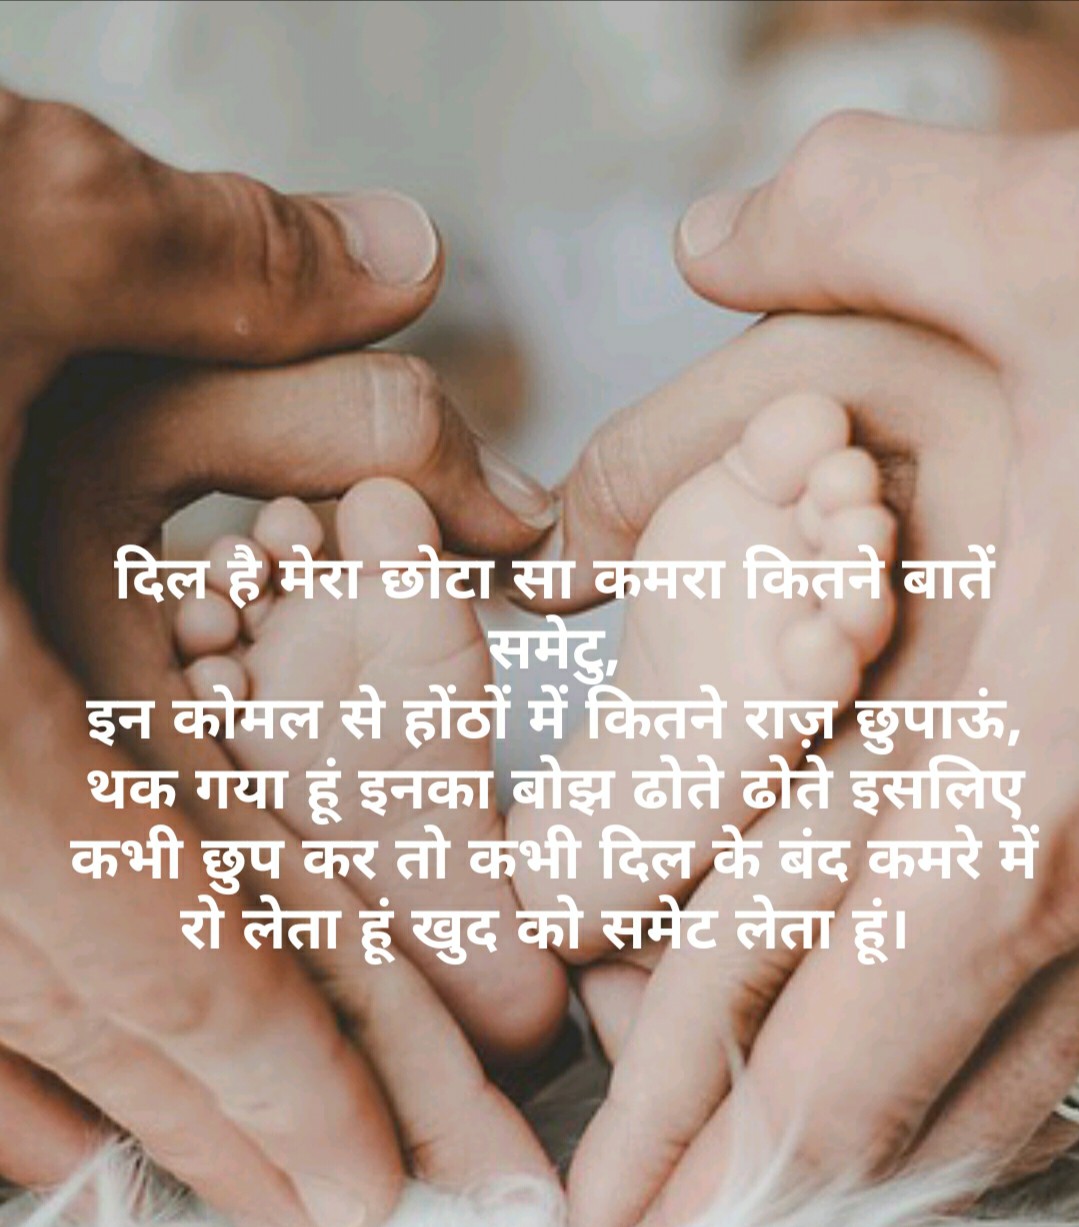 दिल है मेरा छोटा सा कमरा कितने बातें
समेटु,
इन कोमल से होंठों में कितने राज़ छुपाऊं,
थक गया हूं इनका बोझ ढोते ढोते इसलिए
कभी छुप कर तो कभी दिल के बंद कमरे में
रो लेता हूं खुद को समेट लेता हूं।